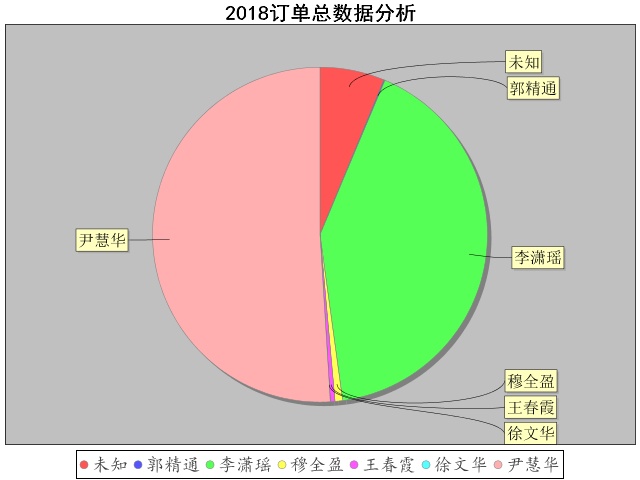 2018订单总数据分析
未知
郭精通
尹慧华
李潇瑶
穆全盈
王春霞
徐文华
未知 郭精通 李潇瑶 穆全盈 王春霞 徐文华 尹慧华